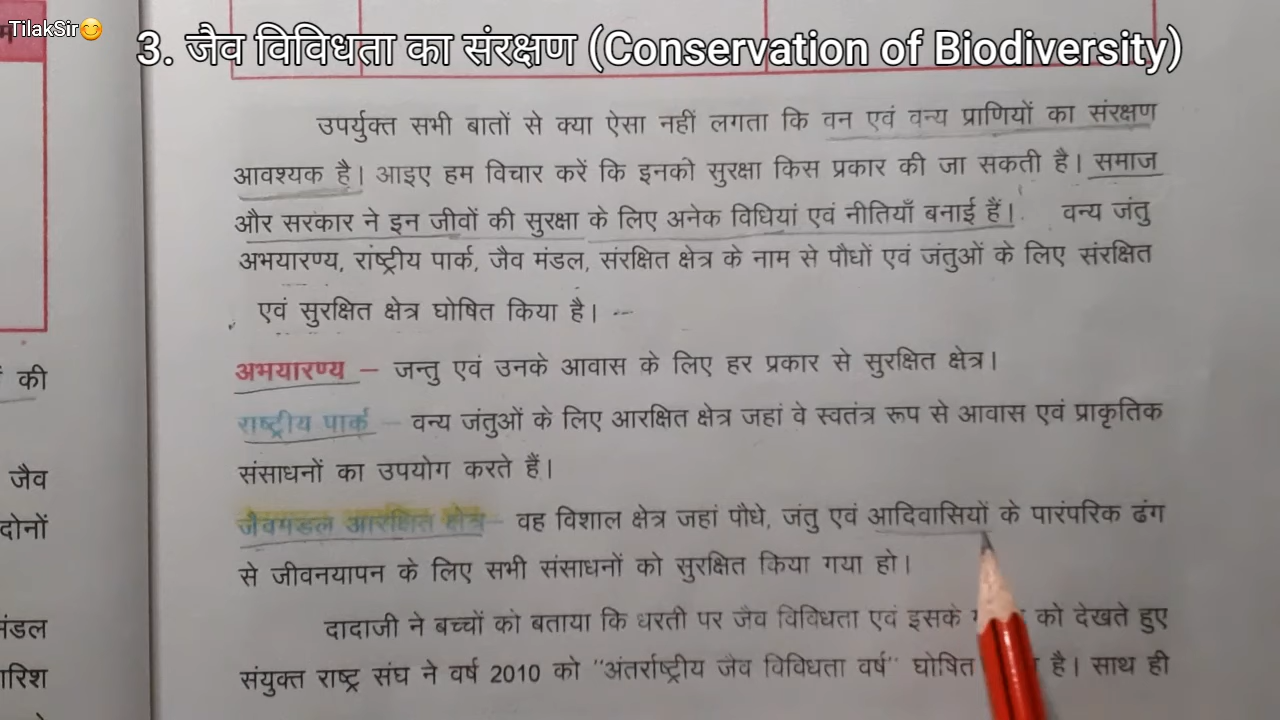 TilakSir😊
3. जैव विविधता का संरक्षण (Conservation of Biodiversity)
उपर्युक्त सभी बातों से क्या ऐसा नहीं लगता कि वन एवं वन्य प्राणियों का संरक्षण
आवश्यक है। आइए हम विचार करें कि इनको सुरक्षा किस प्रकार की जा सकती है। समाज
और सरकार ने इन जीवों की सुरक्षा के लिए अनेक विधियां एवं नीतियाँ बनाई हैं। वन्य जंतु
अभयारण्य, रांष्ट्रीय पार्क, जैव मंडल, संरक्षित क्षेत्र के नाम से पौधों एवं जंतुओं के लिए संरक्षित
एवं सुरक्षित क्षेत्र घोषित किया है।
अभयारण्य – जन्तु एवं उनके आवास के लिए हर प्रकार से सुरक्षित क्षेत्र।
राष्ट्रीय पार्क – वन्य जंतुओं के लिए आरक्षित क्षेत्र जहां वे स्वतंत्र रूप से आवास एवं प्राकृतिक
संसाधनों का उपयोग करते हैं।
जैवमंडल आरक्षित क्षेत्र – वह विशाल क्षेत्र जहां पौधे, जंतु एवं आदिवासियों के पारंपरिक ढंग
से जीवनयापन के लिए सभी संसाधनों को सुरक्षित किया गया हो।
दादाजी ने बच्चों को बताया कि धरती पर जैव विविधता एवं इसके को देखते हुए
संयुक्त राष्ट्र संघ ने वर्ष 2010 को "अंतर्राष्ट्रीय जैव विविधता वर्ष" घोषित है। साथ ही
की
जैव
दोनों